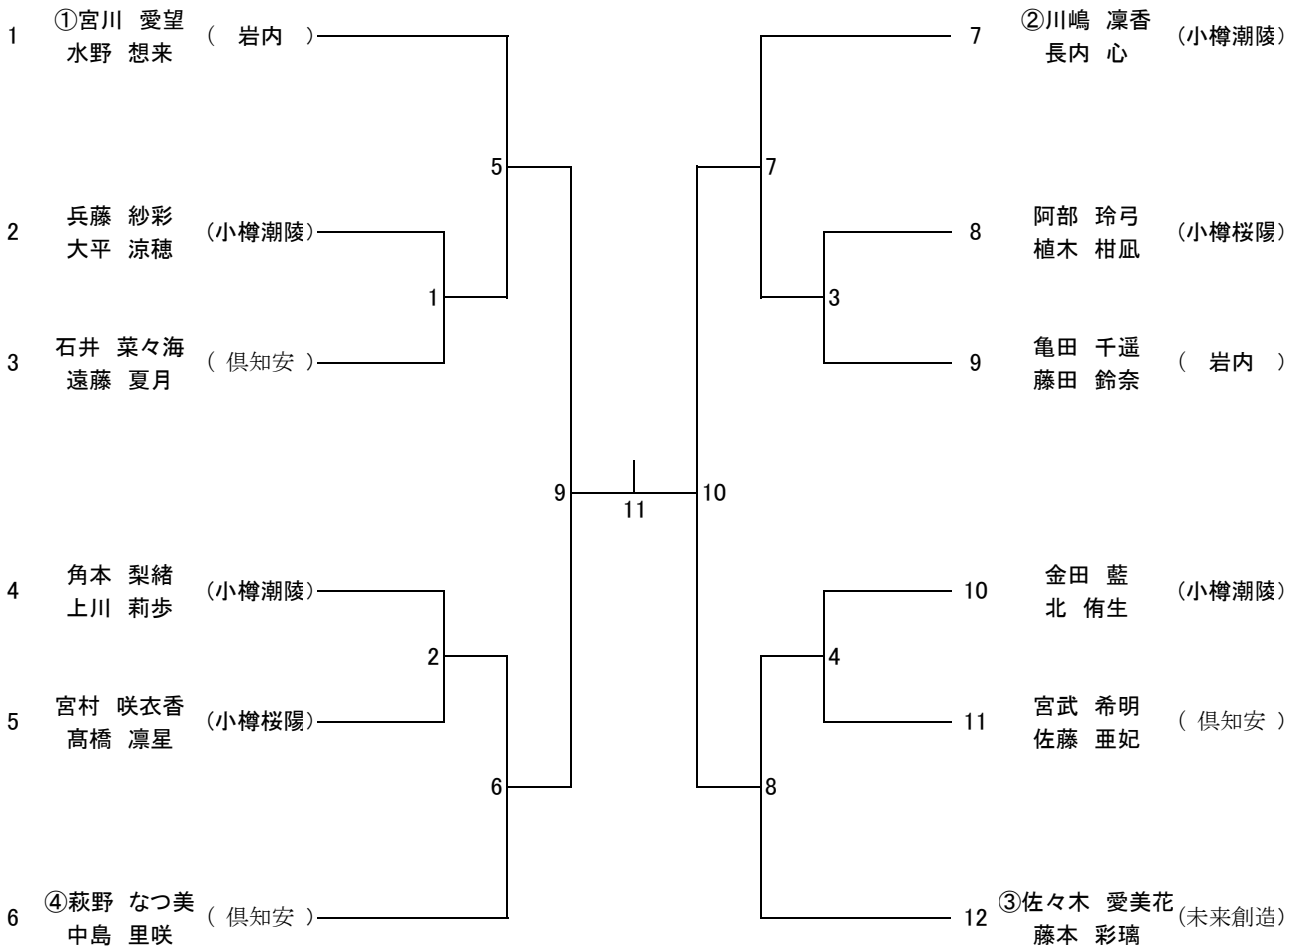 1 ①宮川 愛望 ( 岩内 )
水野 想来
2 兵藤 紗彩 (小樽潮陵)
大平 涼穂
3 石井 菜々海 ( 倶知安 )
遠藤 夏月
4 角本 梨緒 (小樽潮陵)
上川 莉歩
5 宮村 咲衣香 (小樽桜陽)
髙橋 凛星
6 ④萩野 なつ美 ( 倶知安 )
中島 里咲
5
1
9
2
6
11
7
3
10
4
8
7 ②川嶋 凜香 (小樽潮陵)
長内 心
8 阿部 玲弓 (小樽桜陽)
植木 柑凪
9 亀田 千遥 ( 岩内 )
藤田 鈴奈
10 金田 藍 (小樽潮陵)
北 侑生
11 宮武 希明 ( 倶知安 )
佐藤 亜妃
12 ③佐々木 愛美花 (未来創造)
藤本 彩璃